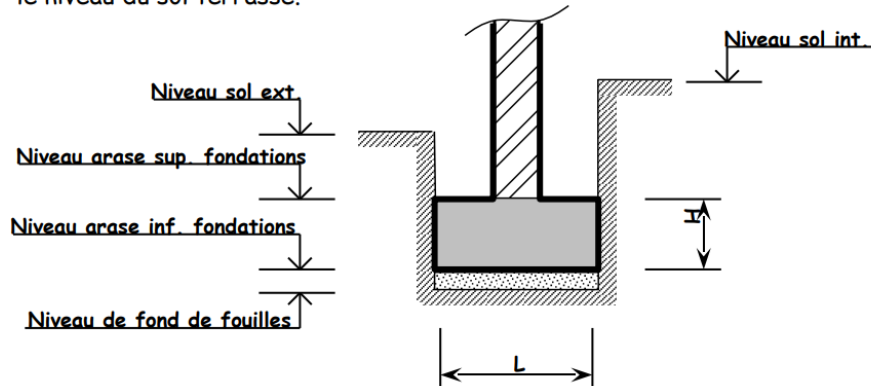 le niveau du sol terrassé.
Niveau sol int.
Niveau sol ext.
Niveau arase sup. fondations
Niveau arase inf. fondations
H
Niveau de fond de fouilles
L